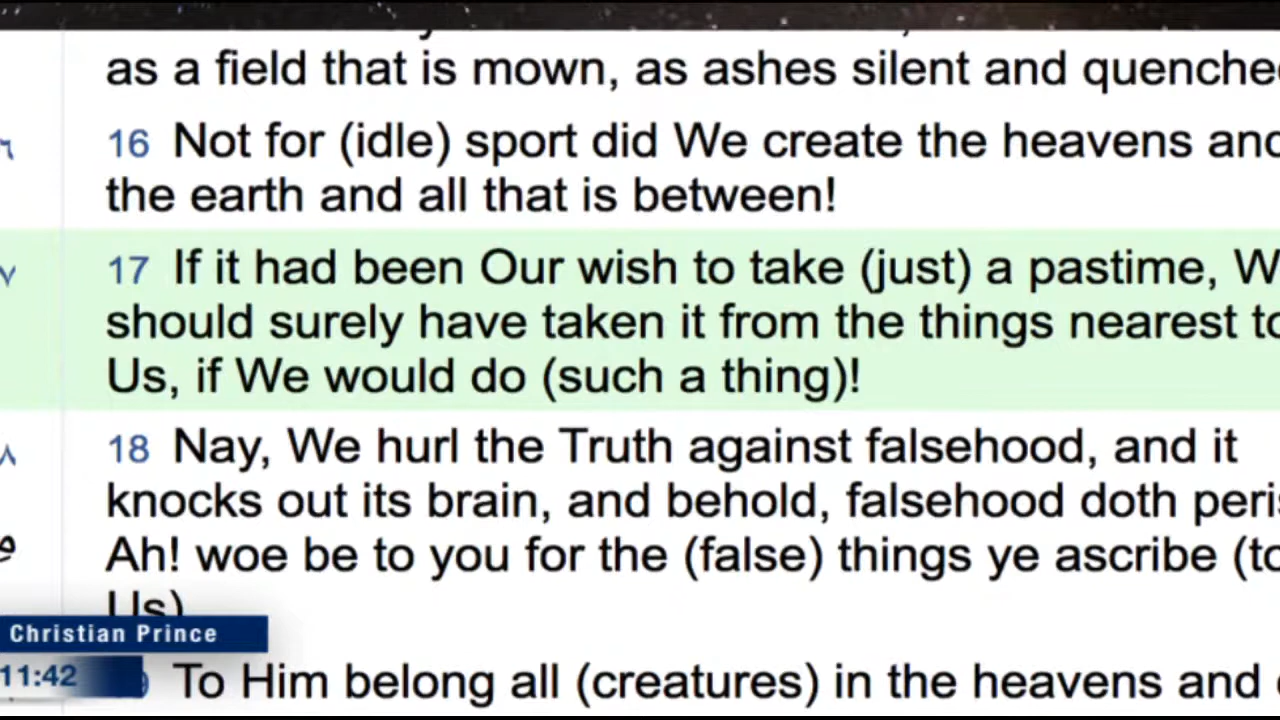 as a field that is mown, as ashes silent and
16 Not for (idle) sport did We create the heavens
the earth and all that is between!
17 If it had been Our wish to take (just) a pastime,
should surely have taken it from the things nearest to
Us, if We would do (such a thing)!
18 Nay, We hurl the Truth against falsehood, and it
knocks out its brain, and behold, falsehood doth
Ah! woe be to you for the (false) things ye ascribe (to
Us)
Christian Prince
11:42
To Him belong all (creatures) in the heavens and